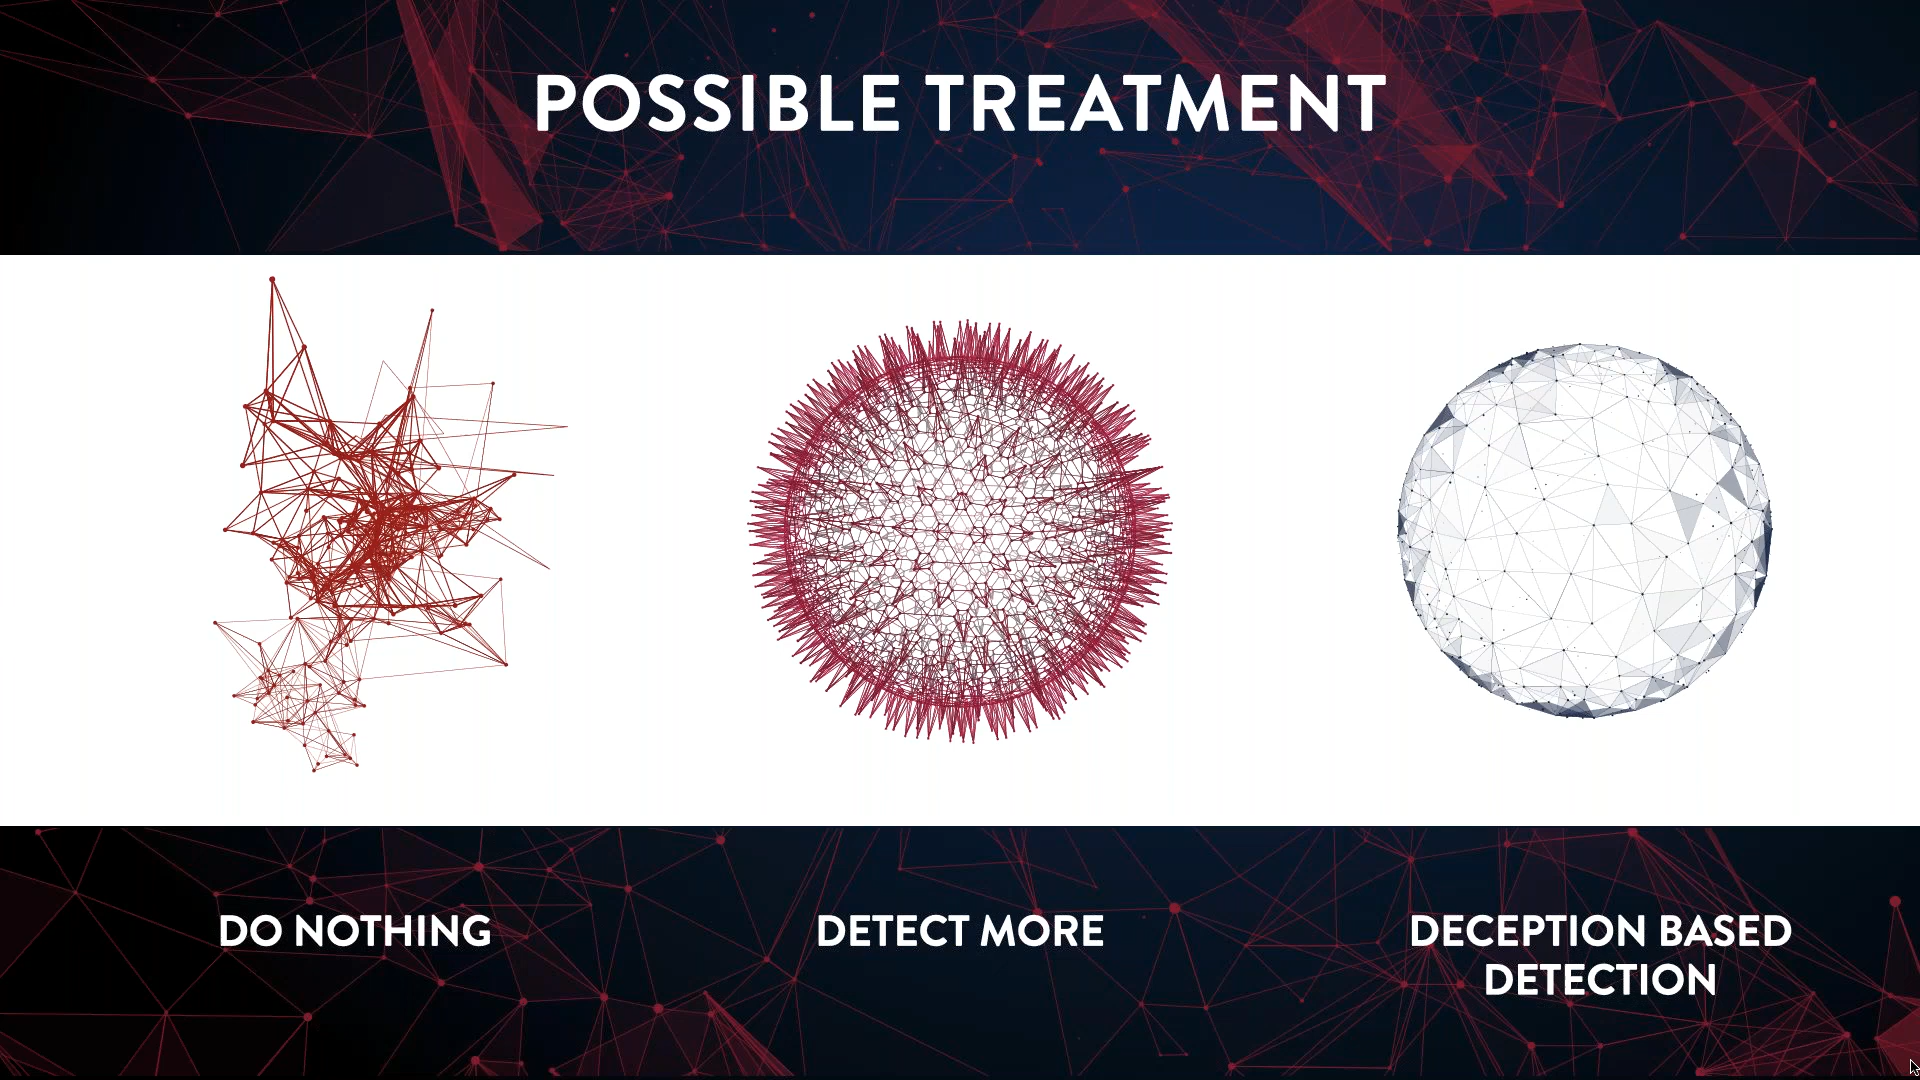 POSSIBLE TREATMENT
DO NOTHING
DETECT MORE
DECEPTION BASED
DETECTION